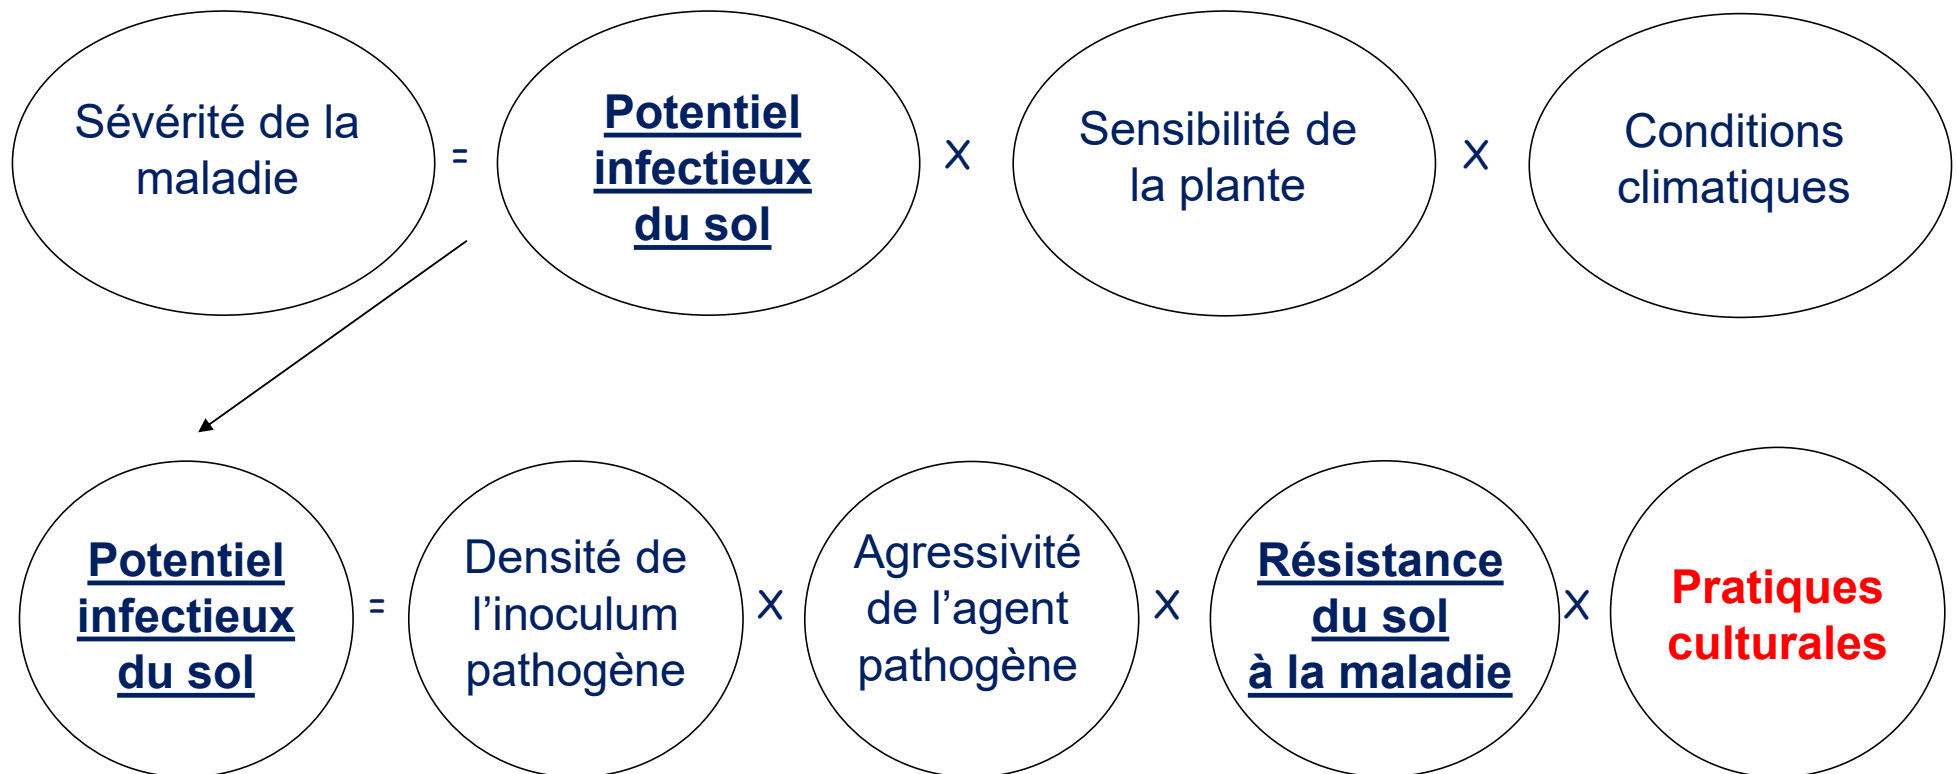 Sévérité de la
maladie
=
Potentiel
infectieux
du sol
X
Sensibilité de
la plante
X
Conditions
climatiques
Potentiel
infectieux
du sol
=
Densité de
l’inoculum
pathogène
X
Agressivité
de l’agent
pathogène
X
Résistance
du sol
à la maladie
X
Pratiques
culturales